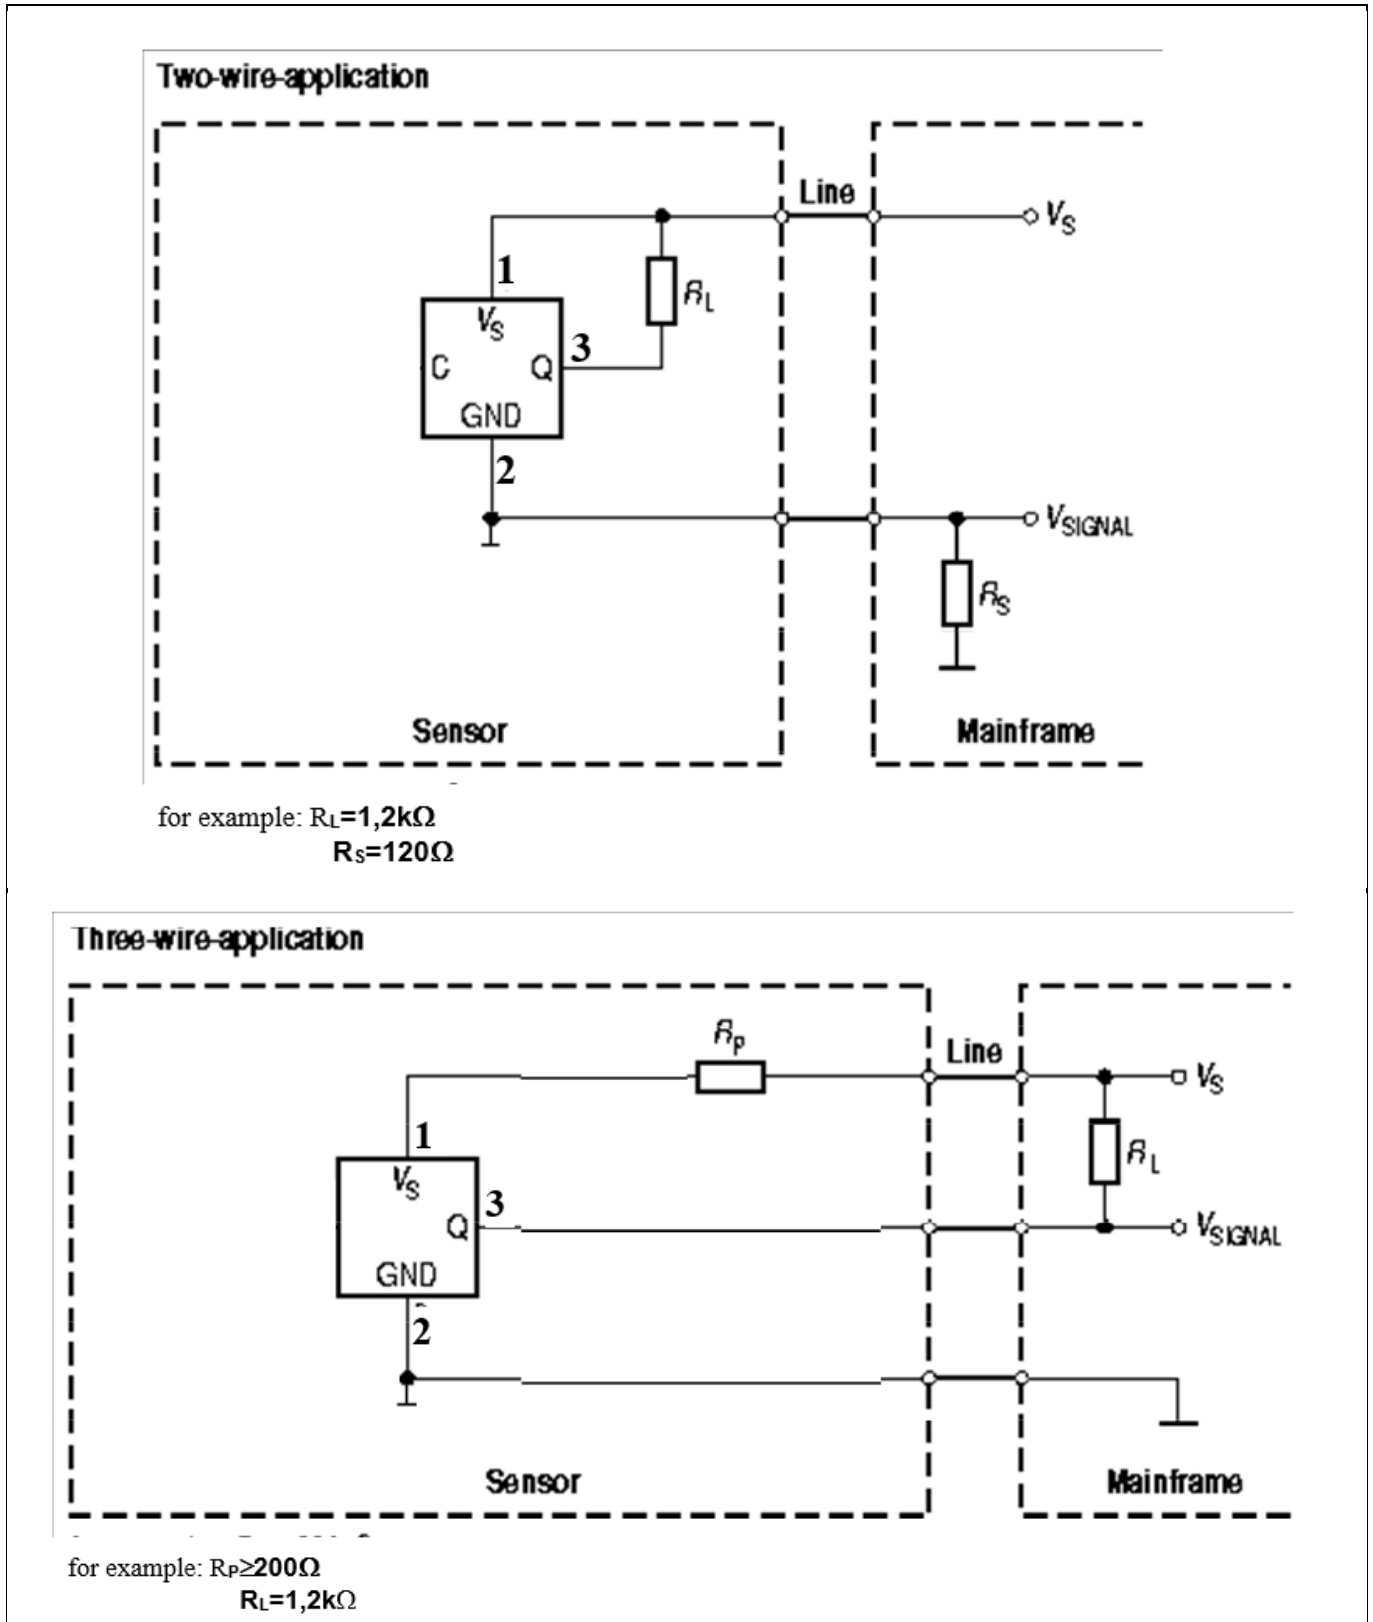 Two-wire-application
Line
VS
1
RL
VS
3
C
Q
GND
2
VSIGNAL
RS
Sensor
Mainframe
for example: RL=1,2kΩ
RS=120Ω
Three-wire-application
RP
Line
VS
1
RL
VS
3
Q
VSIGNAL
GND
2
Sensor
Mainframe
for example: RP≥200Ω
RL=1,2kΩ